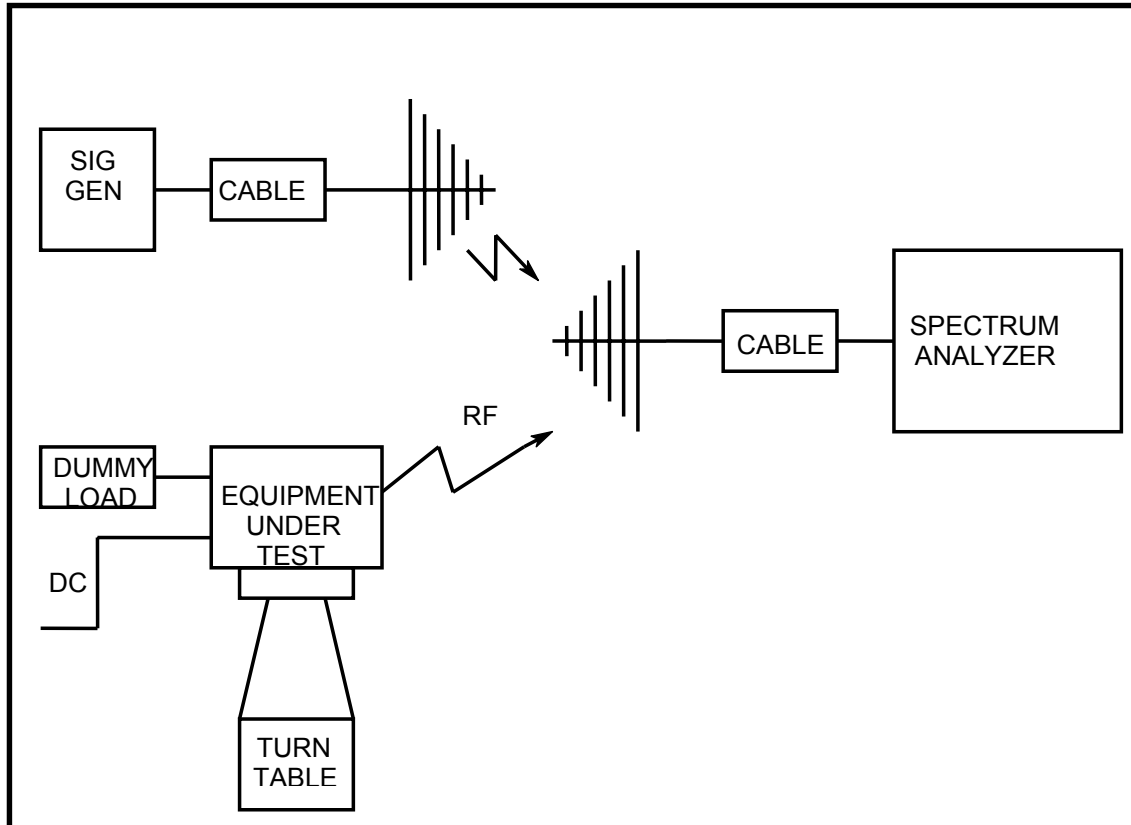 SIG
GEN
CABLE
CABLE
SPECTRUM
ANALYZER
RF
DUMMY
LOAD
EQUIPMENT
UNDER
TEST
DC
TURN
TABLE